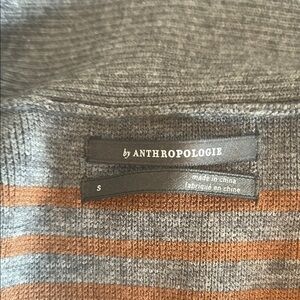 by ANTHROPOLOGIE
S
made in china
fabriqué en chine